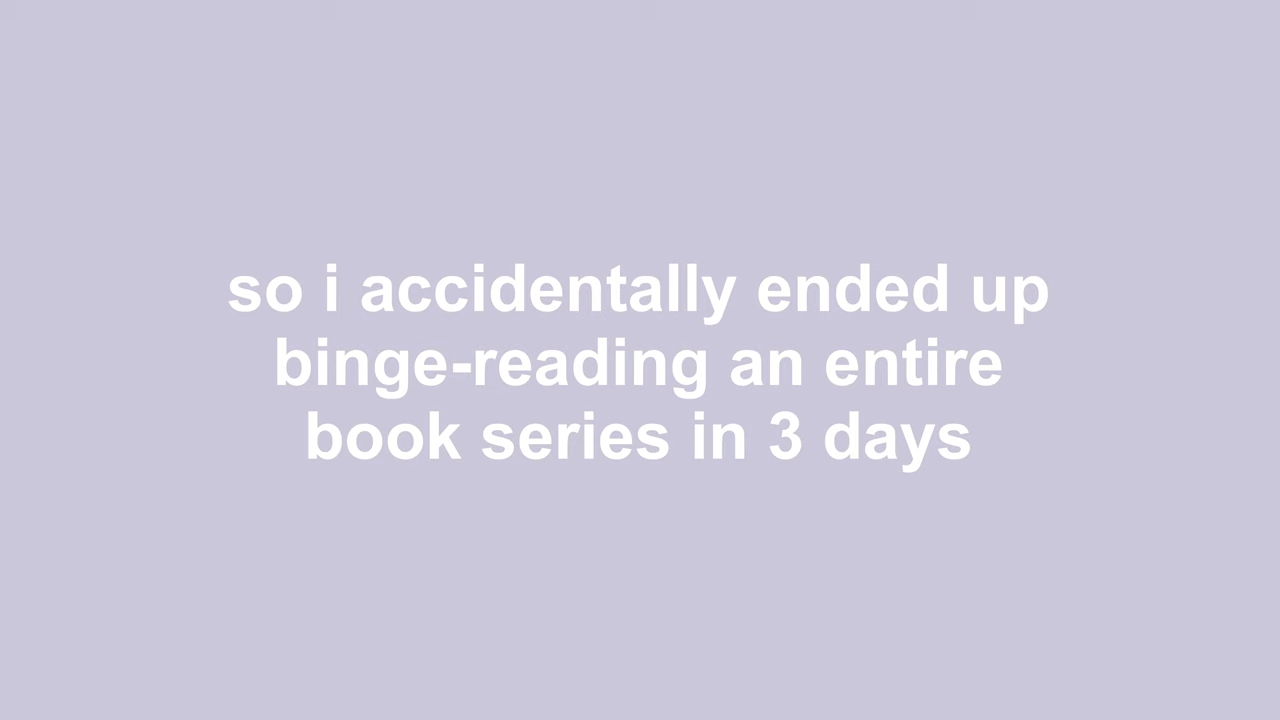 so i accidentally ended up
binge-reading an entire
book series in 3 days